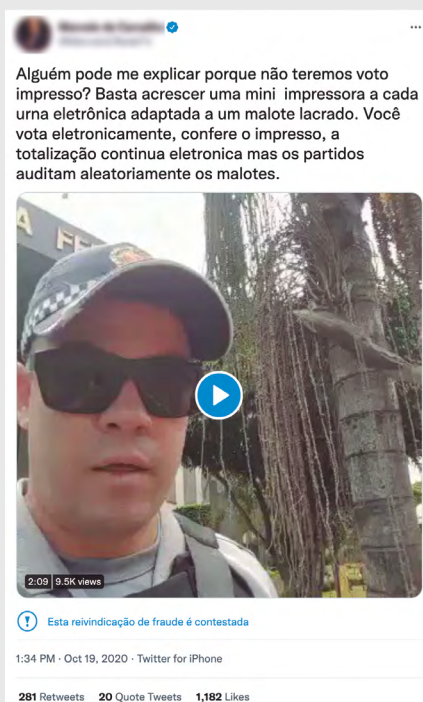 Alguém pode me explicar porque não teremos voto
impresso? Basta acrescer uma mini impressora a cada
urna eletrônica adaptada a um malote lacrado. Você
vota eletronicamente, confere o impresso, a
totalização continua eletronica mas os partidos
auditam aleatoriamente os malotes.
A FE
2:09 9.5K views
Esta reivindicação de fraude é contestada
1:34 PM · Oct 19, 2020 · Twitter for iPhone
281 Retweets 20 Quote Tweets 1,182 Likes